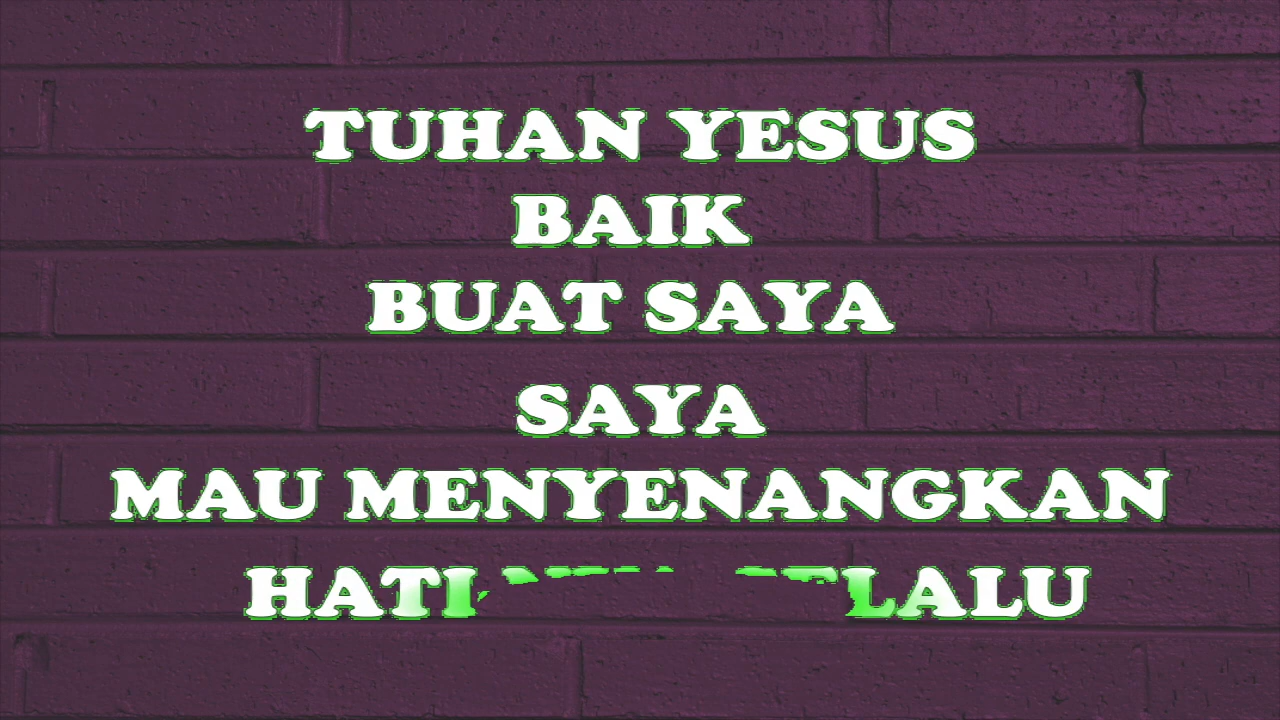 TUHAN YESUS
BAIK
BUAT SAYA
SAYA
MAU MENYENANGKAN
HATI